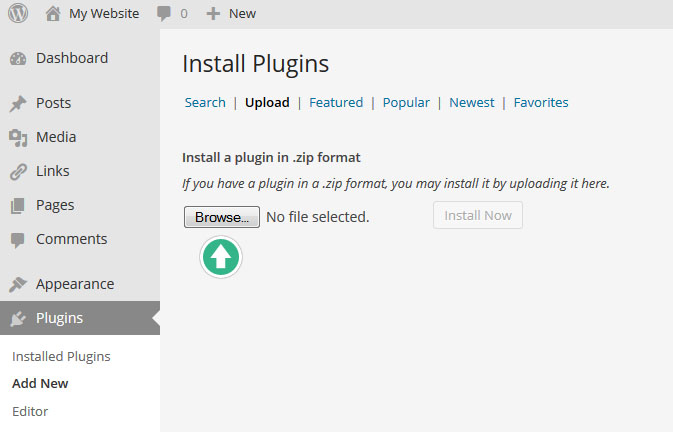 My Website 0 New
Dashboard
Posts
Media
Links
Pages
Comments
Appearance
Plugins
Installed Plugins
Add New
Editor
Install Plugins
Search | Upload | Featured | Popular | Newest | Favorites
Install a plugin in .zip format
If you have a plugin in a .zip format, you may install it by uploading it here.
Browse... No file selected. Install Now